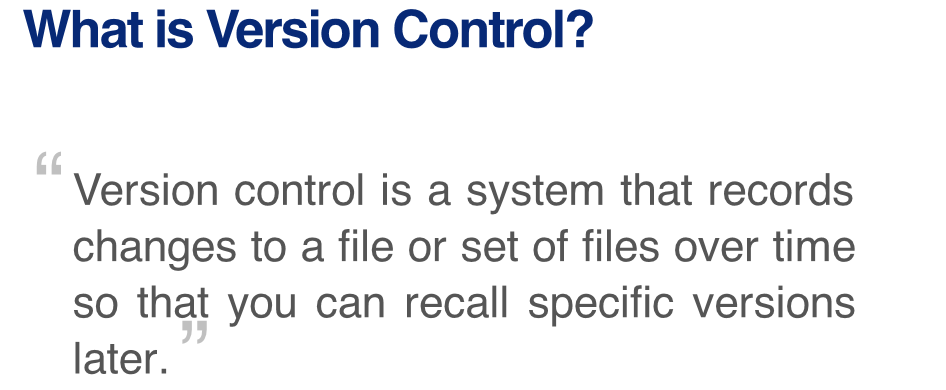 What is Version Control?
“Version control is a system that records
changes to a file or set of files over time
so that you can recall specific versions
later.”